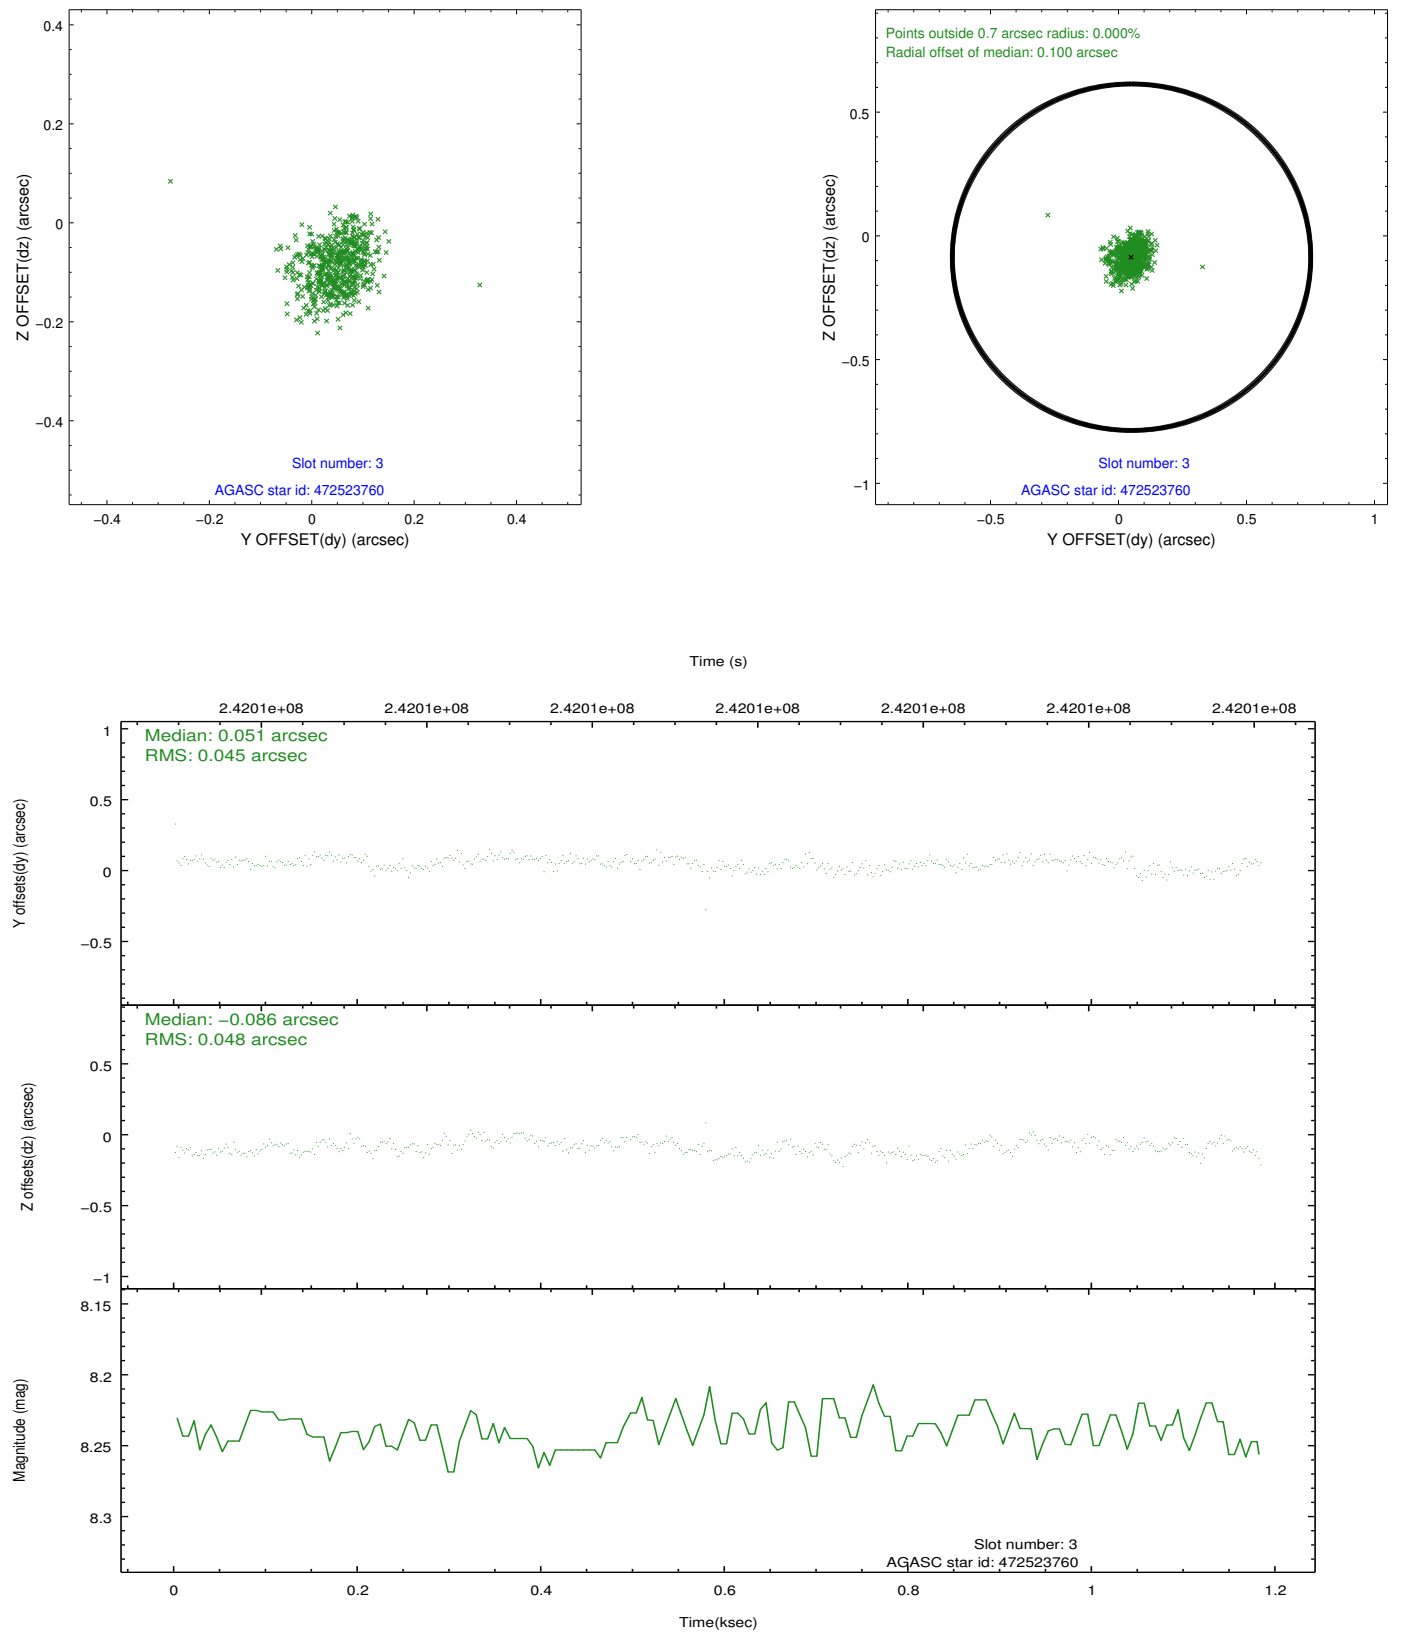 0.4
0.2
0
−0.2
−0.4
Z OFFSET(dz) (arcsec)
Slot number: 3
AGASC star id: 472523760
−0.4 −0.2 0 0.2 0.4
Y OFFSET(dy) (arcsec)
Points outside 0.7 arcsec radius: 0.000%
Radial offset of median: 0.100 arcsec
0.5
0
−0.5
−1
Z OFFSET(dz) (arcsec)
Slot number: 3
AGASC star id: 472523760
−0.5 0 0.5 1
Y OFFSET(dy) (arcsec)
Time (s)
2.4201e+08 2.4201e+08 2.4201e+08 2.4201e+08 2.4201e+08 2.4201e+08 2.4201e+08
Median: 0.051 arcsec
RMS: 0.045 arcsec
1
0.5
0
−0.5
Y offsets(dy) (arcsec)
Median: −0.086 arcsec
RMS: 0.048 arcsec
0.5
0
−0.5
−1
Z offsets(dz) (arcsec)
8.15
8.2
8.25
8.3
Magnitude (mag)
Slot number: 3
AGASC star id: 472523760
0 0.2 0.4 0.6 0.8 1 1.2
Time(ksec)